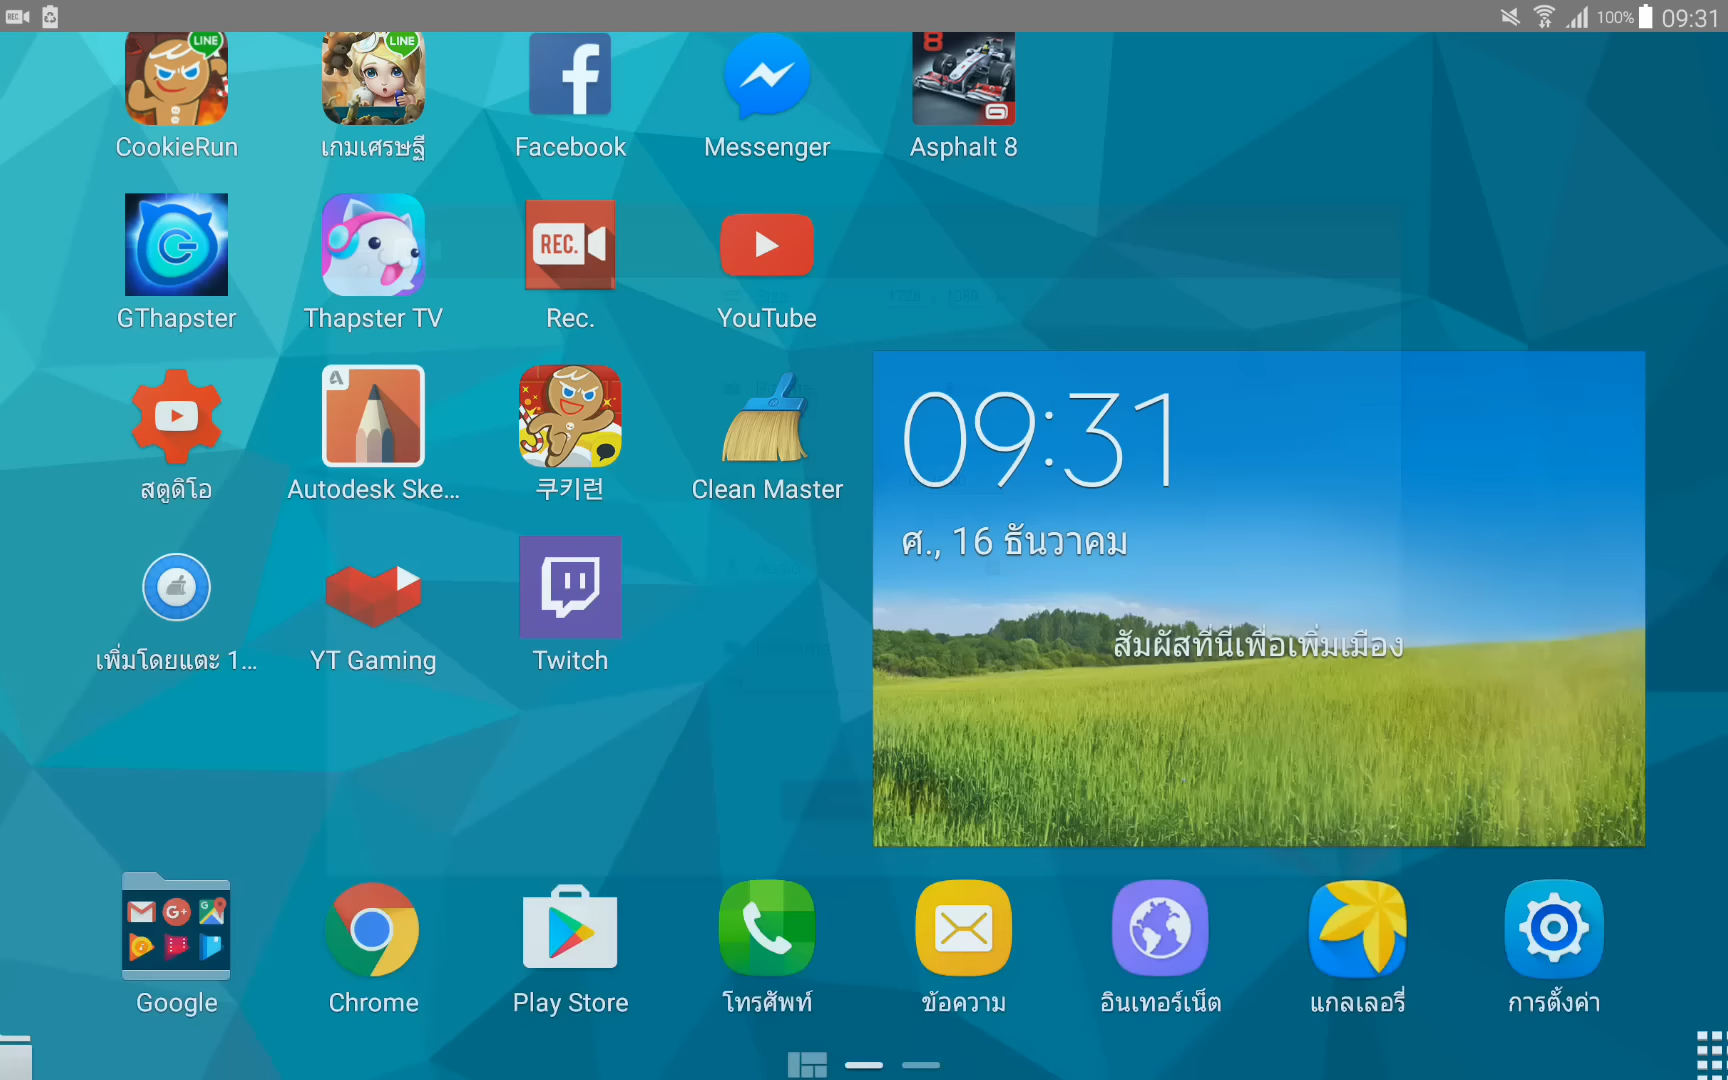 REC
100% 09:31
LINE LINE 8
CookieRun เกมเศรษฐี Facebook Messenger Asphalt 8
REC.
GThapster Thapster TV Rec. YouTube
09:31
สตูดิโอ Autodesk Ske... 쿠키런 Clean Master
ศ., 16 ธันวาคม
สัมผัสที่นี่เพื่อเพิ่มเมือง
เพิ่มโดยแตะ 1... YT Gaming Twitch
Google Chrome Play Store โทรศัพท์ ข้อความ อินเทอร์เน็ต แกลเลอรี่ การตั้งค่า